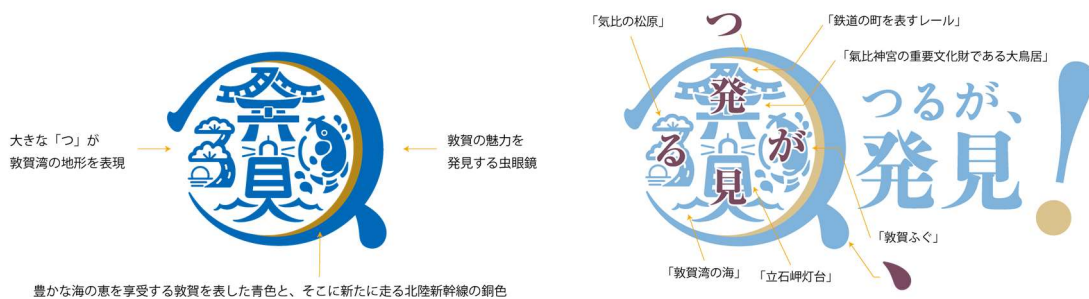 大きな「つ」が
敦賀湾の地形を表現
敦賀の魅力を
発見する虫眼鏡
豊かな海の恵を享受する敦賀を表した青色と、そこに新たに走る北陸新幹線の銅色
「気比の松原」
つ
「鉄道の町を表すレール」
「氣比神宮の重要文化財である大鳥居」
発
る
が
見
、
つるが、
発見!
「敦賀ふぐ」
「敦賀湾の海」
「立石岬灯台」